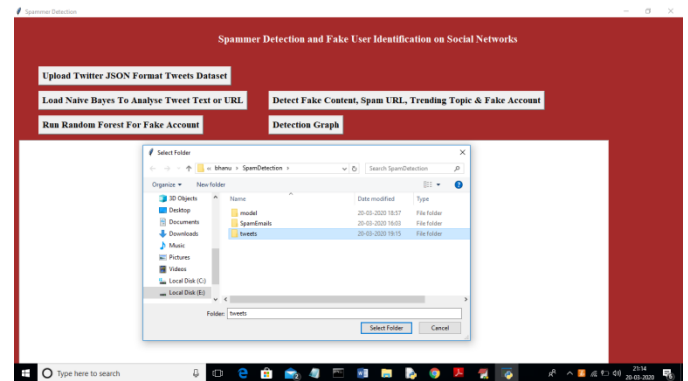 Spammer Detection
Spammer Detection and Fake User Identification on Social Networks
Upload Twitter JSON Format Tweets Dataset
Load Naive Bayes To Analyse Tweet Text or URL
Detect Fake Content, Spam URL, Trending Topic & Fake Account
Run Random Forest For Fake Account
Detection Graph
Select Folder
« bhanu › SpamDetection ›
Search SpamDetection
Organize
New folder
Name
Date modified
Type
3D Objects
Desktop
Documents
Downloads
Music
Pictures
Videos
Local Disk (C:)
Local Disk (E:)
model 20-03-2020 18:57 File folder
SpamEmails 20-03-2020 16:03 File folder
tweets 20-03-2020 19:15 File folder
Folder: tweets
Select Folder
Cancel
Type here to search
21:14
20-03-2020